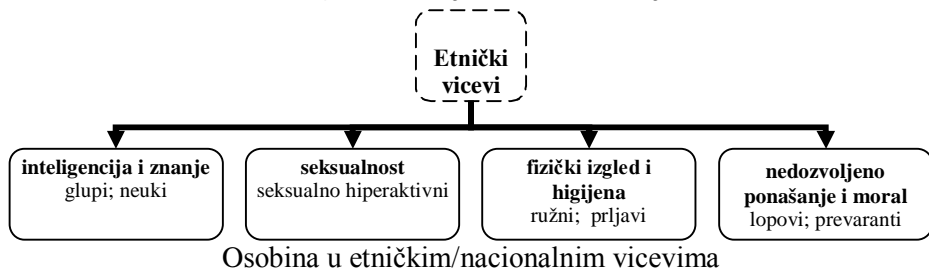 Etnički
vicevi
inteligencija i znanje
glupi; neuki
seksualnost
seksualno hiperaktivni
fizički izgled i
higijena
ružni; prljavi
nedozvoljeno
ponašanje i moral
lopovi; prevaranti
Osobina u etničkim/nacionalnim vicevima